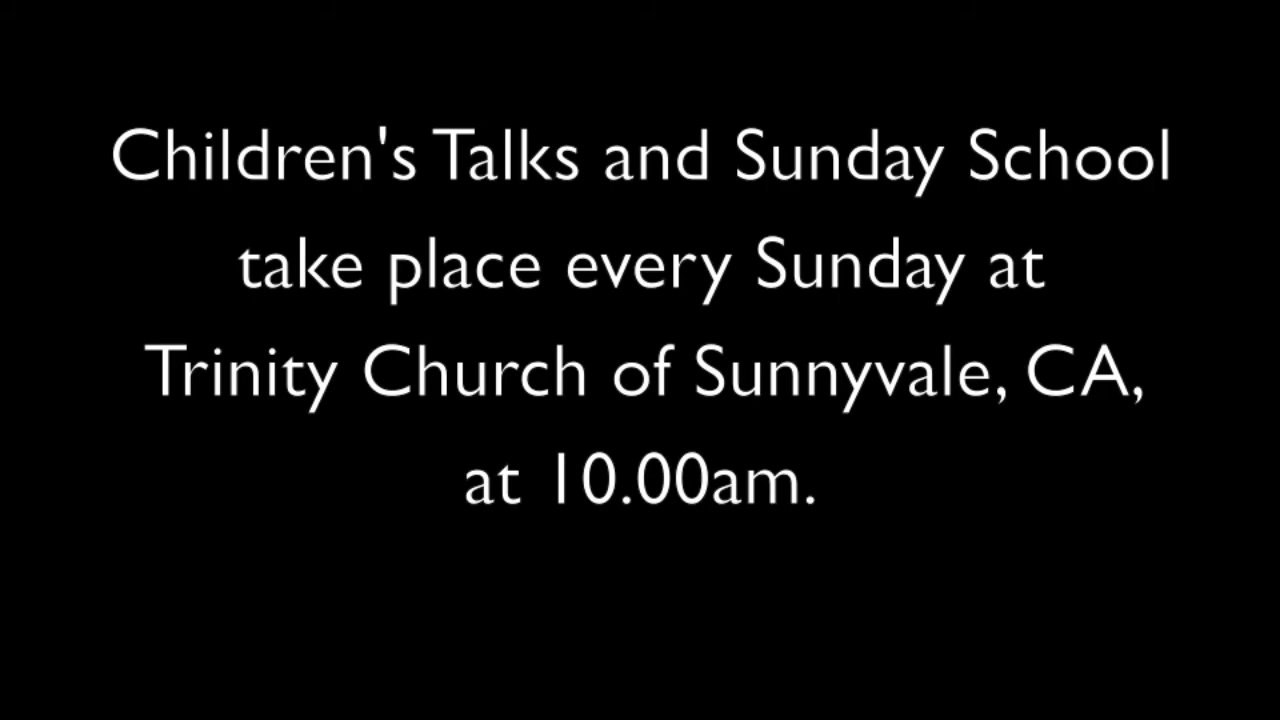 Children's Talks and Sunday School
take place every Sunday at
Trinity Church of Sunnyvale, CA,
at 10.00am.